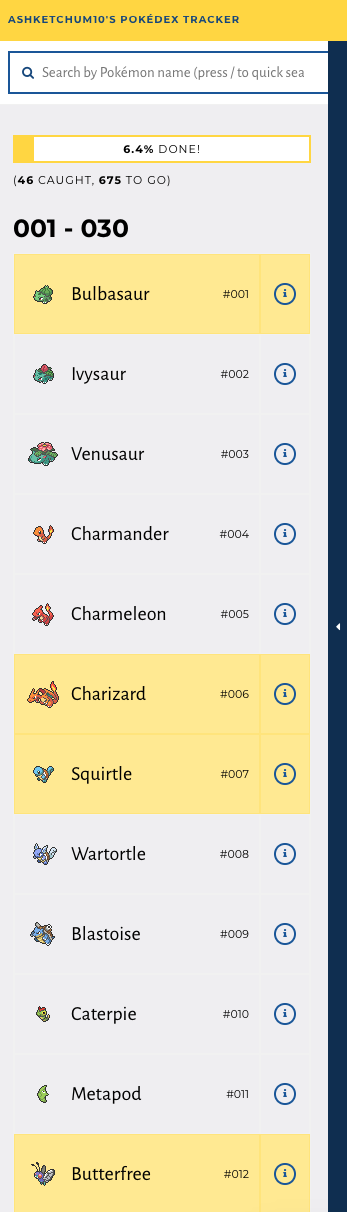 ASHKETCHUM10'S POKÉDEX TRACKER
Search by Pokémon name (press / to quick sea
6.4% DONE!
(46 CAUGHT, 675 TO GO)
001 - 030
Bulbasaur #001
Ivysaur #002
Venusaur #003
Charmander #004
Charmeleon #005
Charizard #006
Squirtle #007
Wartortle #008
Blastoise #009
Caterpie #010
Metapod #011
Butterfree #012